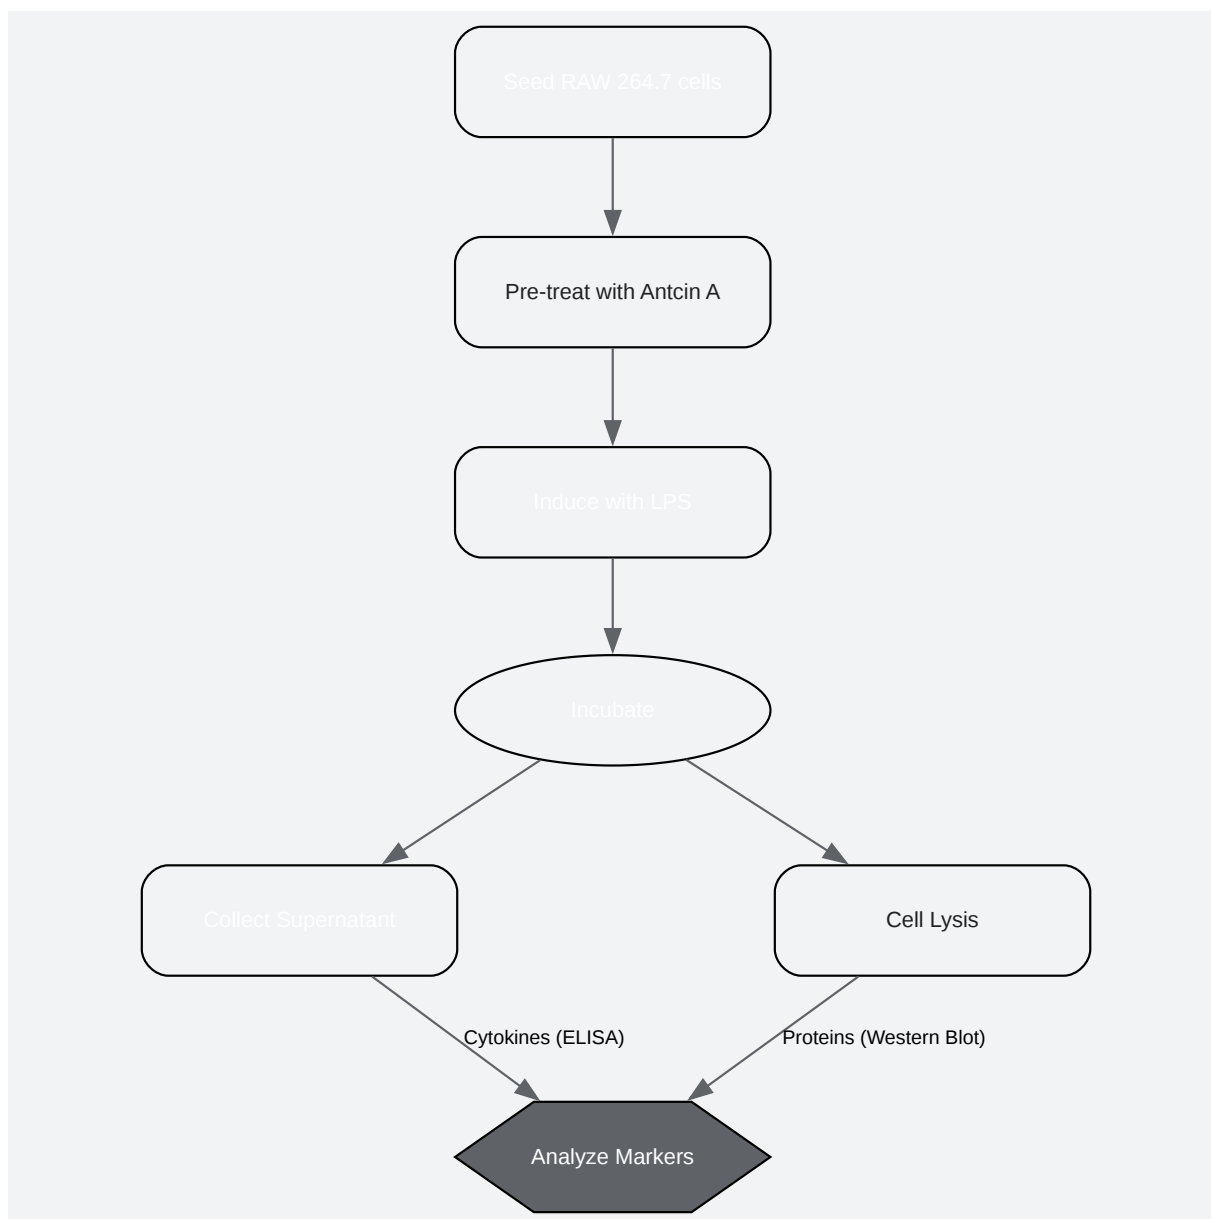 Seed RAW 264.7 cells
Pre-treat with Antcin A
Induce with LPS
Incubate
Collect Supernatant
Cell Lysis
Cytokines (ELISA)
Proteins (Western Blot)
Analyze Markers